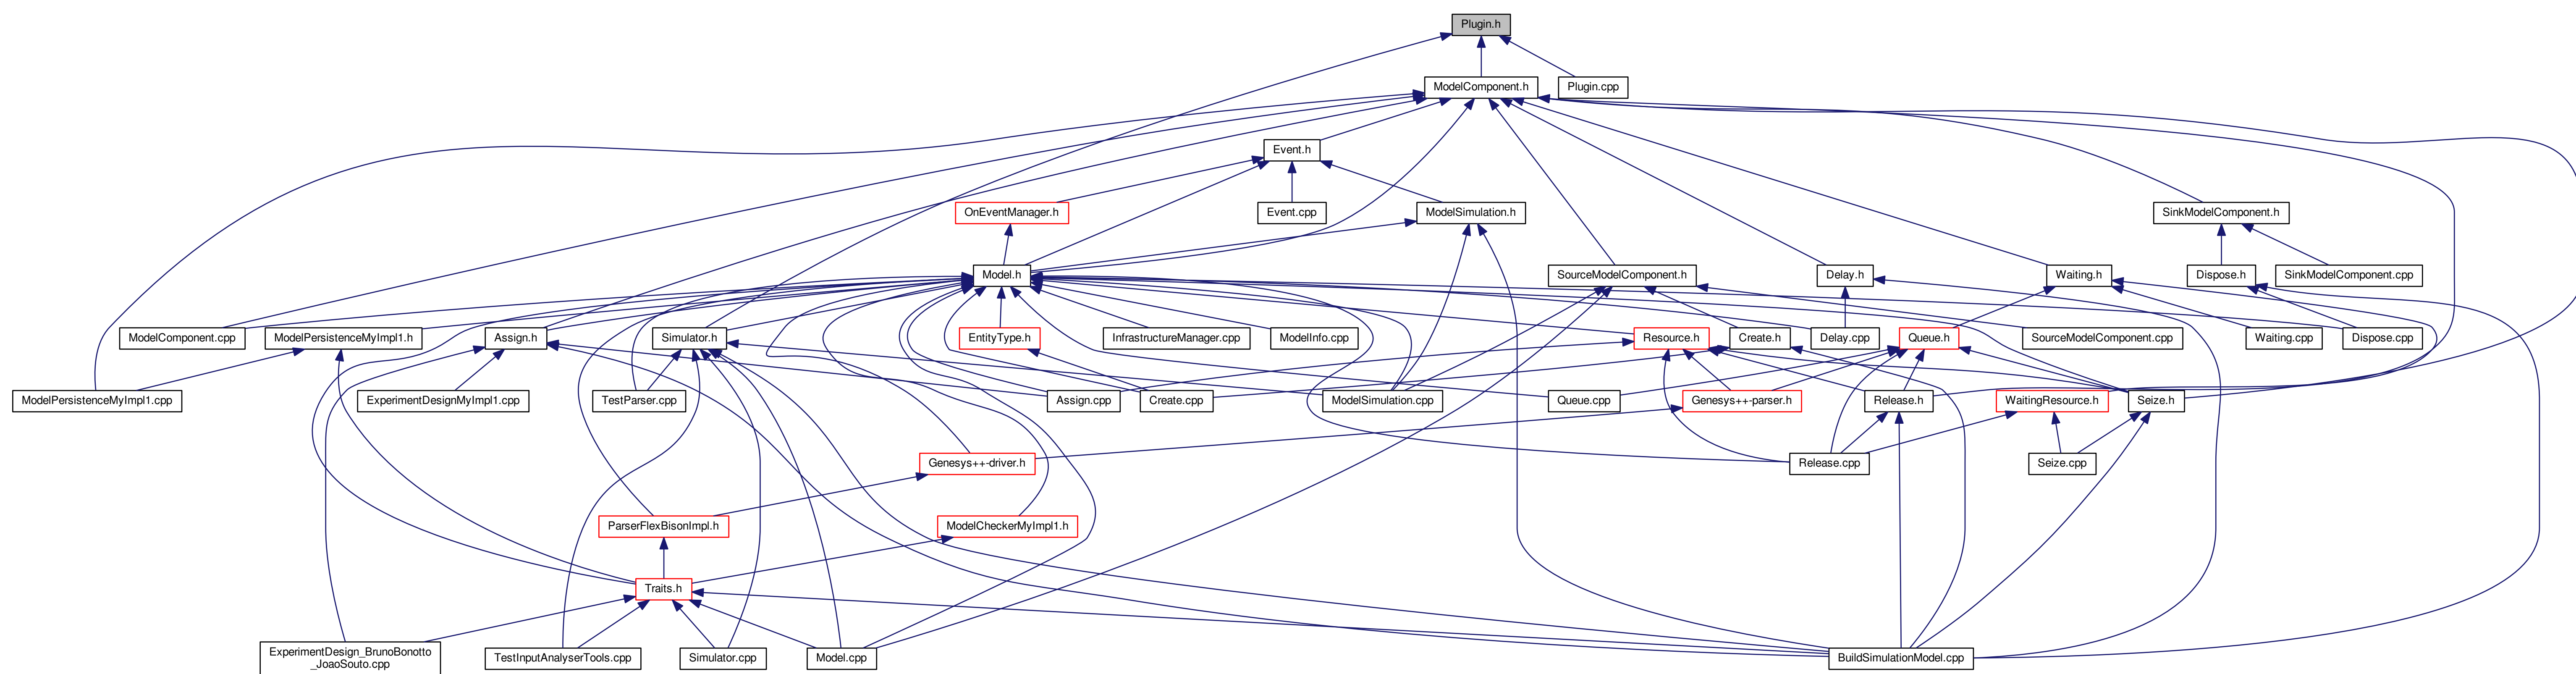 Plugin.h
ModelComponent.h
Plugin.cpp
Event.h
OnEventManager.h
Event.cpp
ModelSimulation.h
SinkModelComponent.h
Model.h
SourceModelComponent.h
Delay.h
Waiting.h
Dispose.h
SinkModelComponent.cpp
ModelComponent.cpp
ModelPersistenceMyImpl1.h
Assign.h
Simulator.h
EntityType.h
InfrastructureManager.cpp
ModelInfo.cpp
Resource.h
Create.h
Delay.cpp
Queue.h
SourceModelComponent.cpp
Waiting.cpp
Dispose.cpp
ModelPersistenceMyImpl1.cpp
ExperimentDesignMyImpl1.cpp
TestParser.cpp
Assign.cpp
Create.cpp
ModelSimulation.cpp
Queue.cpp
Genesys++-parser.h
Release.h
WaitingResource.h
Seize.h
Genesys++-driver.h
Release.cpp
Seize.cpp
ParserFlexBisonImpl.h
ModelCheckerMyImpl1.h
Traits.h
ExperimentDesign_BrunoBonotto
_JoaoSouto.cpp
TestInputAnalyserTools.cpp
Simulator.cpp
Model.cpp
BuildSimulationModel.cpp